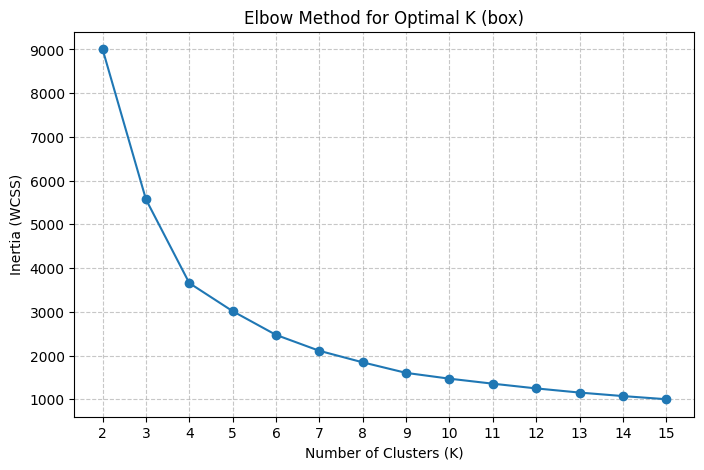 Elbow Method for Optimal K (box)
9000
8000
7000
6000
5000
4000
3000
2000
1000
Inertia (WCSS)
2 3 4 5 6 7 8 9 10 11 12 13 14 15
Number of Clusters (K)